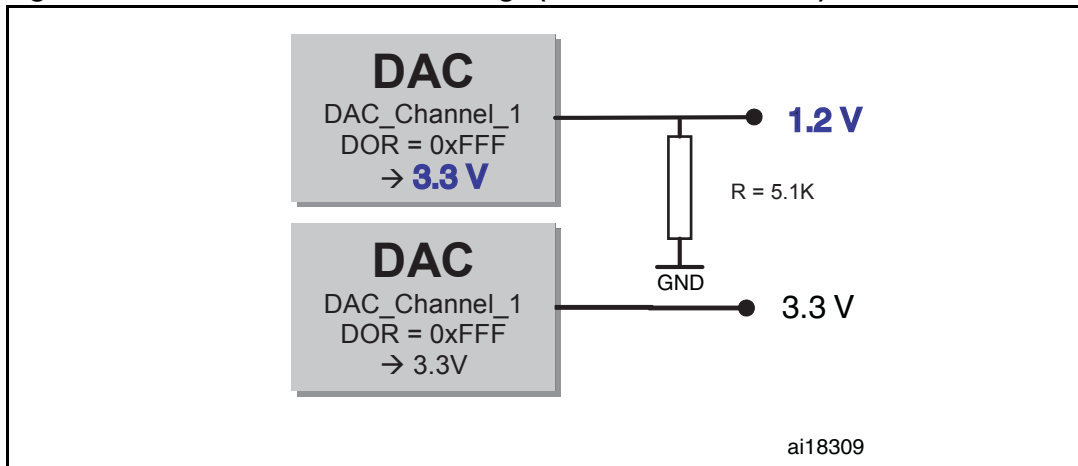 DAC
DAC_Channel_1
DOR = 0xFFF
→ 3.3 V
1.2 V
R = 5.1K
GND
DAC
DAC_Channel_1
DOR = 0xFFF
→ 3.3V
3.3 V
ai18309